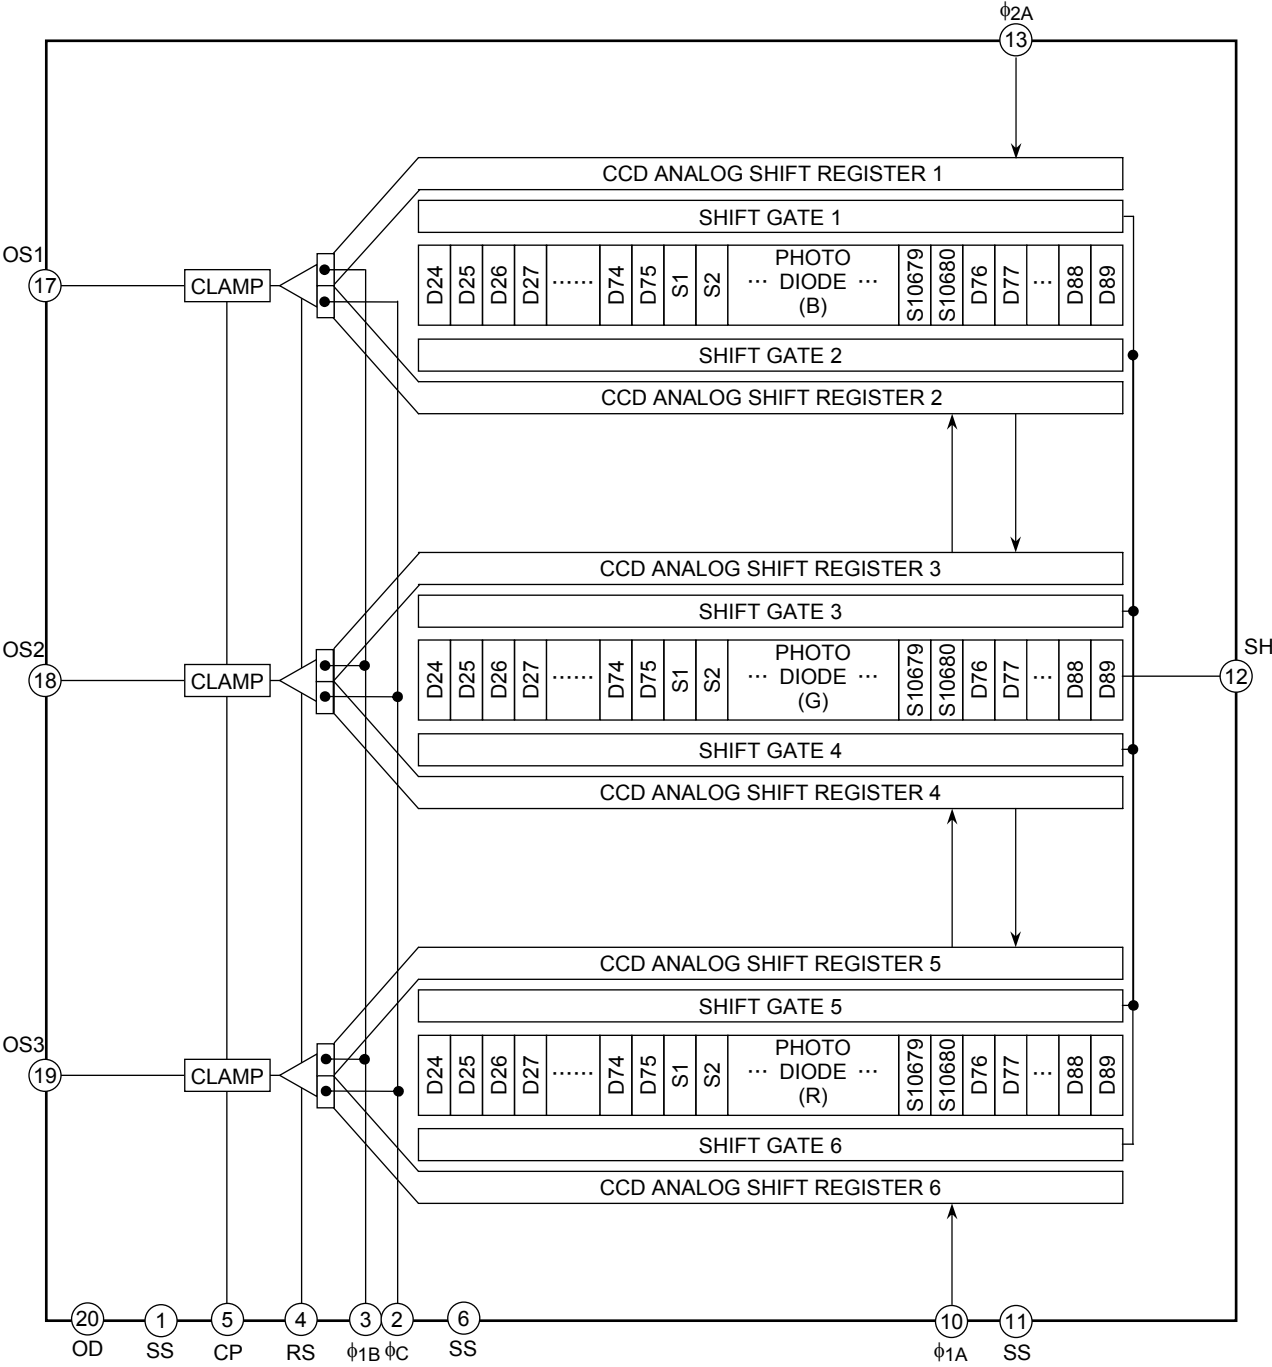 ϕ2A
13
CCD ANALOG SHIFT REGISTER 1
SHIFT GATE 1
OS1
17
CLAMP
D24 D25 D26 D27 ...... D74 D75 S1 S2 ... PHOTO DIODE (B) ... S10679 S10680 D76 D77 ... D88 D89
SHIFT GATE 2
CCD ANALOG SHIFT REGISTER 2
CCD ANALOG SHIFT REGISTER 3
SHIFT GATE 3
OS2
18
CLAMP
D24 D25 D26 D27 ...... D74 D75 S1 S2 ... PHOTO DIODE (G) ... S10679 S10680 D76 D77 ... D88 D89
SH
12
SHIFT GATE 4
CCD ANALOG SHIFT REGISTER 4
CCD ANALOG SHIFT REGISTER 5
SHIFT GATE 5
OS3
19
CLAMP
D24 D25 D26 D27 ...... D74 D75 S1 S2 ... PHOTO DIODE (R) ... S10679 S10680 D76 D77 ... D88 D89
SHIFT GATE 6
CCD ANALOG SHIFT REGISTER 6
20 1 5 4 3 2 6 10 11
OD SS CP RS ϕ1B ϕC SS ϕ1A SS